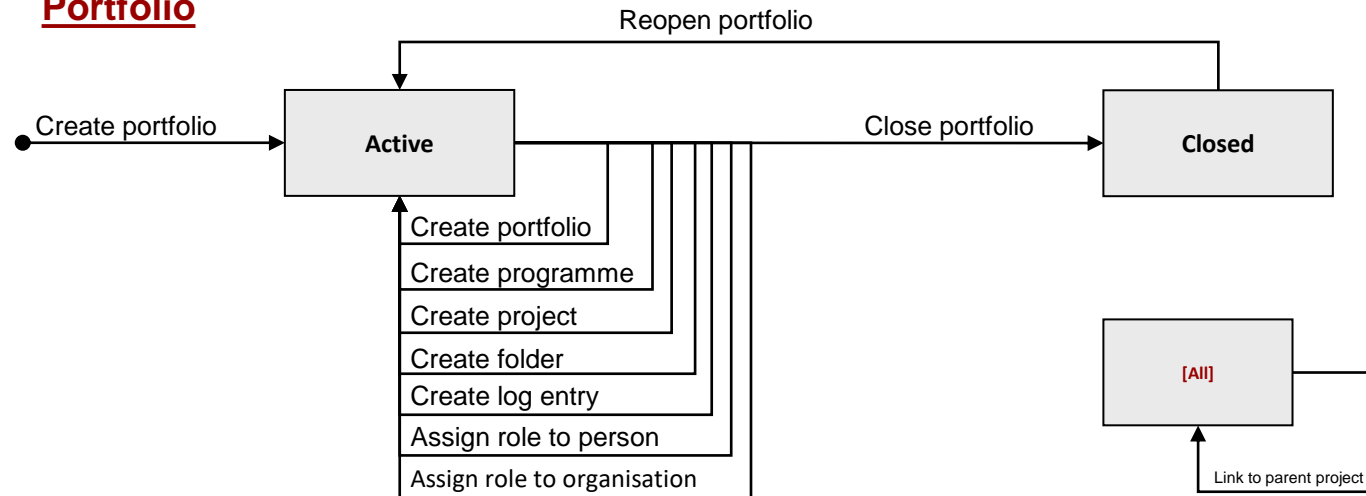 Portfolio
Reopen portfolio
Create portfolio
Active
Close portfolio
Closed
Create portfolio
Create programme
Create project
Create folder
Create log entry
Assign role to person
Assign role to organisation
[All]
Link to parent project